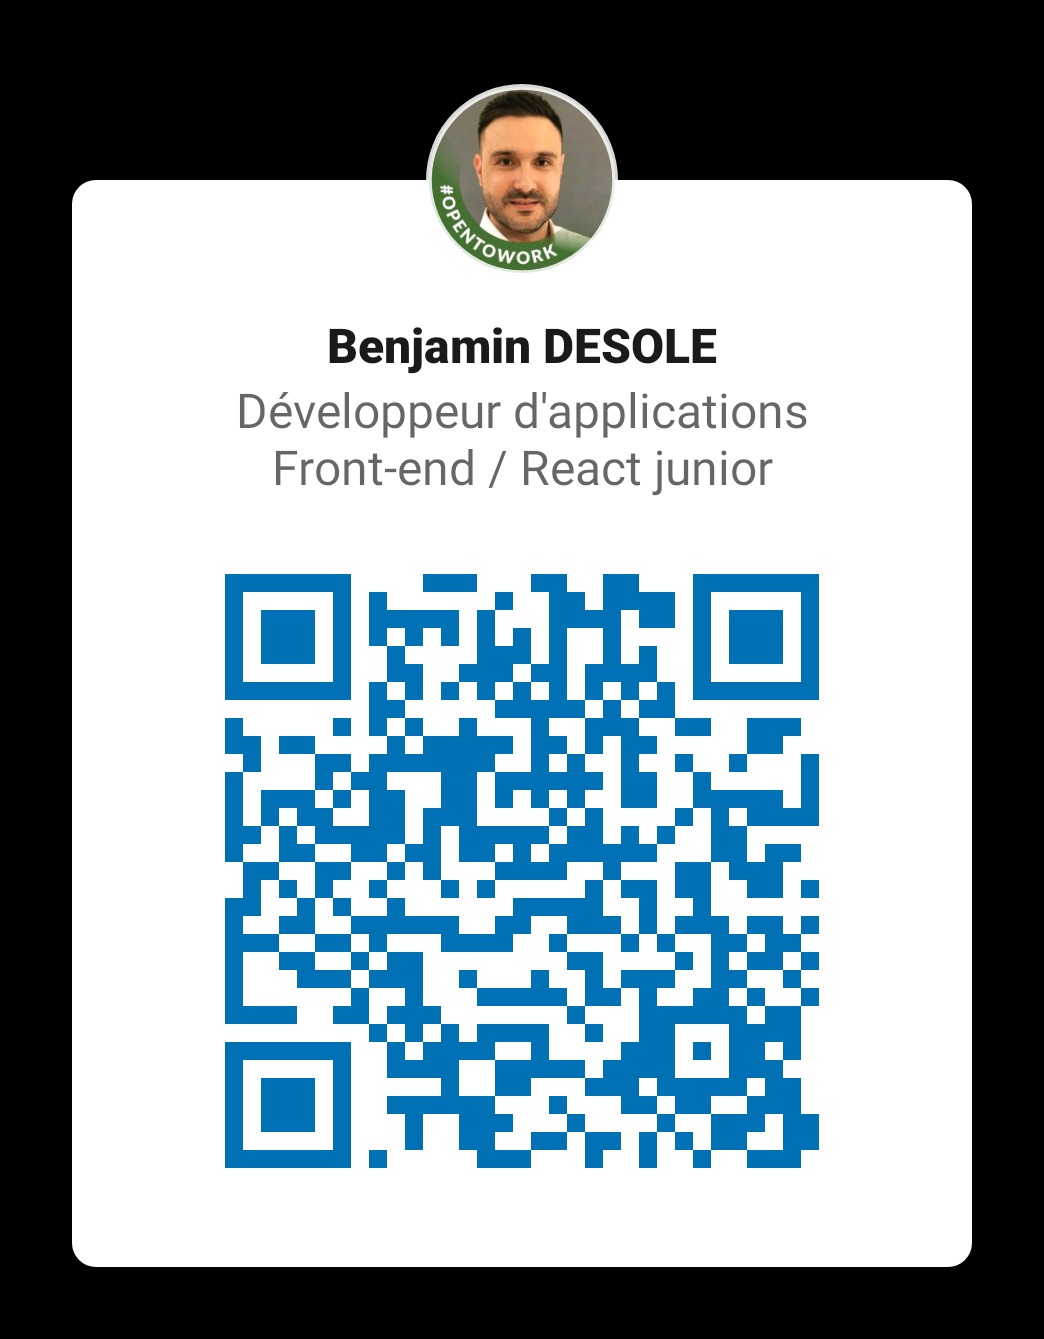 #OPENTOWORK
Benjamin DESOLE
Développeur d'applications
Front-end / React junior